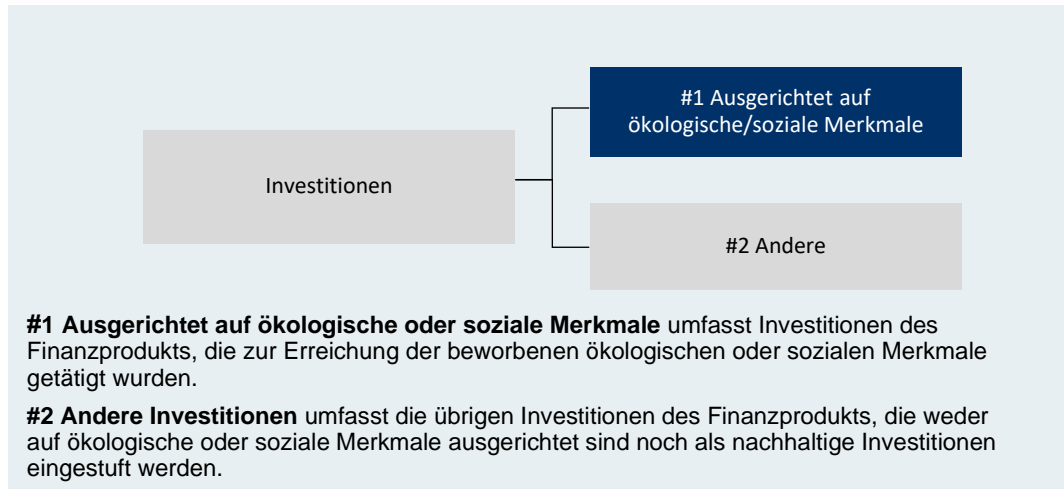 #1 Ausgerichtet auf
ökologische/soziale Merkmale
Investitionen
#2 Andere
#1 Ausgerichtet auf ökologische oder soziale Merkmale umfasst Investitionen des
Finanzprodukts, die zur Erreichung der beworbenen ökologischen oder sozialen Merkmale
getätigt wurden.
#2 Andere Investitionen umfasst die übrigen Investitionen des Finanzprodukts, die weder
auf ökologische oder soziale Merkmale ausgerichtet sind noch als nachhaltige Investitionen
eingestuft werden.